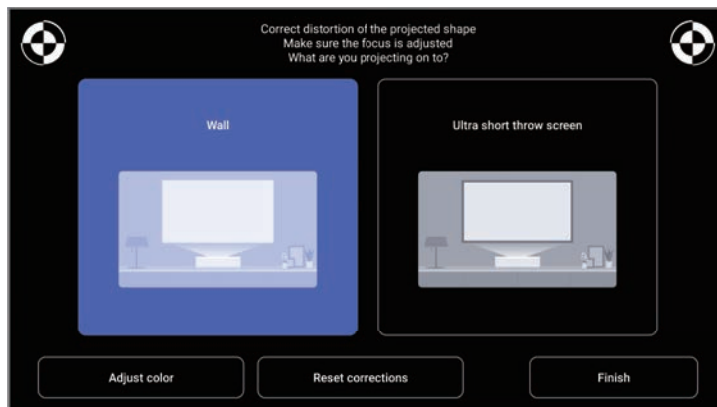 Correct distortion of the projected shape
Make sure the focus is adjusted
What are you projecting on to?
Wall
Ultra short throw screen
Adjust color
Reset corrections
Finish